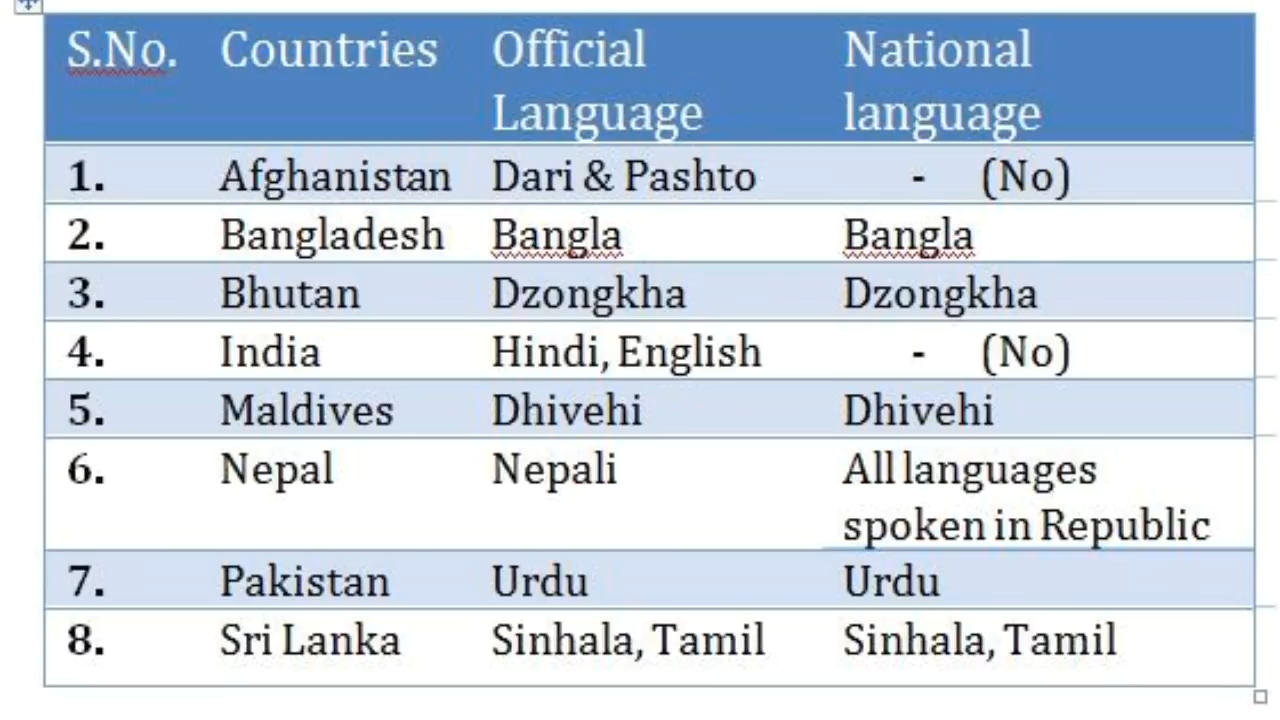 S.No. Countries Official Language National language
1. Afghanistan Dari & Pashto - (No)
2. Bangladesh Bangla Bangla
3. Bhutan Dzongkha Dzongkha
4. India Hindi, English - (No)
5. Maldives Dhivehi Dhivehi
6. Nepal Nepali All languages spoken in Republic
7. Pakistan Urdu Urdu
8. Sri Lanka Sinhala, Tamil Sinhala, Tamil